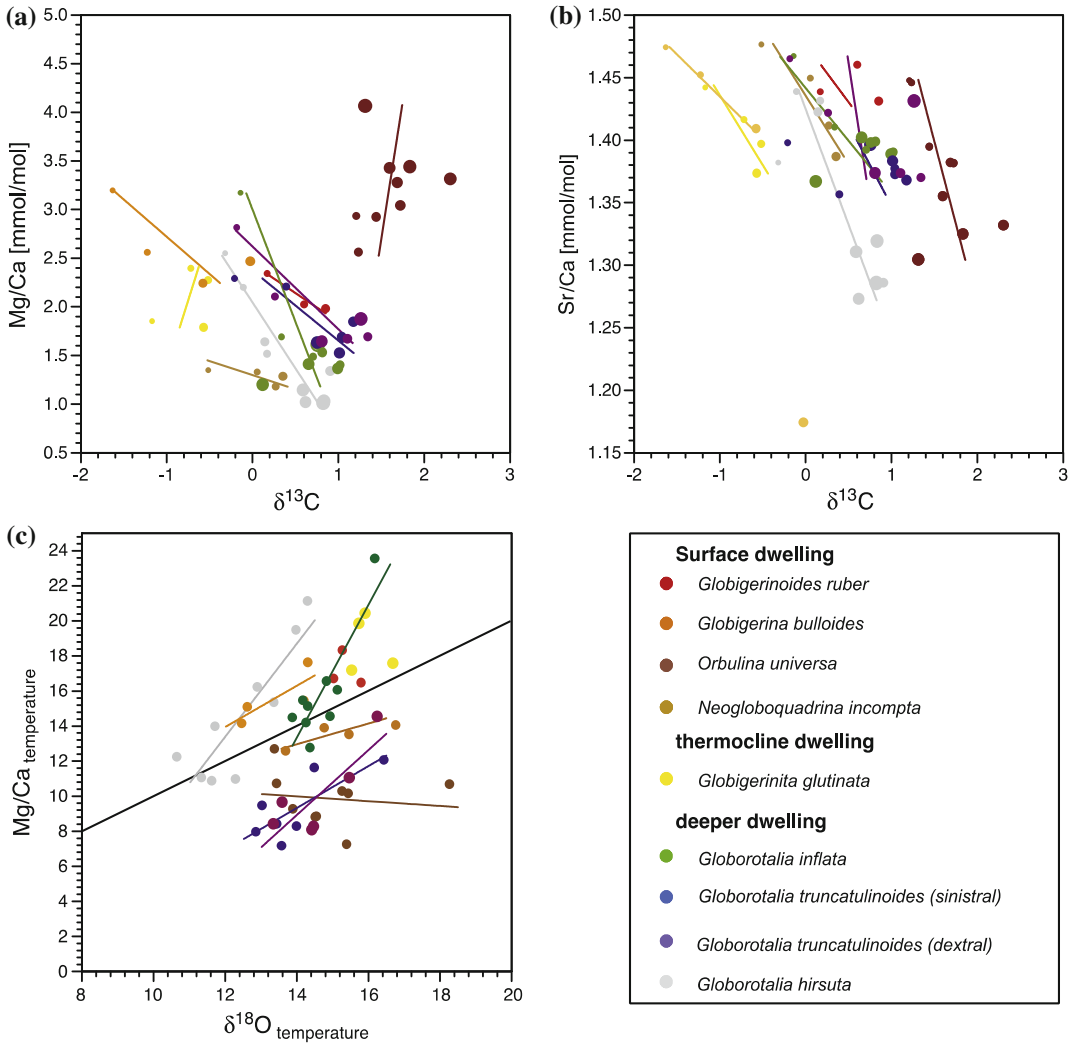 (a)
5.0
4.5
4.0
3.5
3.0
2.5
2.0
1.5
1.0
0.5
Mg/Ca [mmol/mol]
-2
-1
0
1
2
3
δ13C
(b)
1.50
1.45
1.40
1.35
1.30
1.25
1.20
1.15
Sr/Ca [mmol/mol]
-2
-1
0
1
2
3
δ13C
(c)
24
22
20
18
16
14
12
10
8
6
4
2
0
Mg/Ca temperature
8
10
12
14
16
18
20
δ18O temperature
Surface dwelling
Globigerinoides ruber
Globigerina bulloides
Orbulina universa
Neogloboquadrina incompta
thermocline dwelling
Globigerinita glutinata
deeper dwelling
Globorotalia inflata
Globorotalia truncatulinoides (sinistral)
Globorotalia truncatulinoides (dextral)
Globorotalia hirsuta